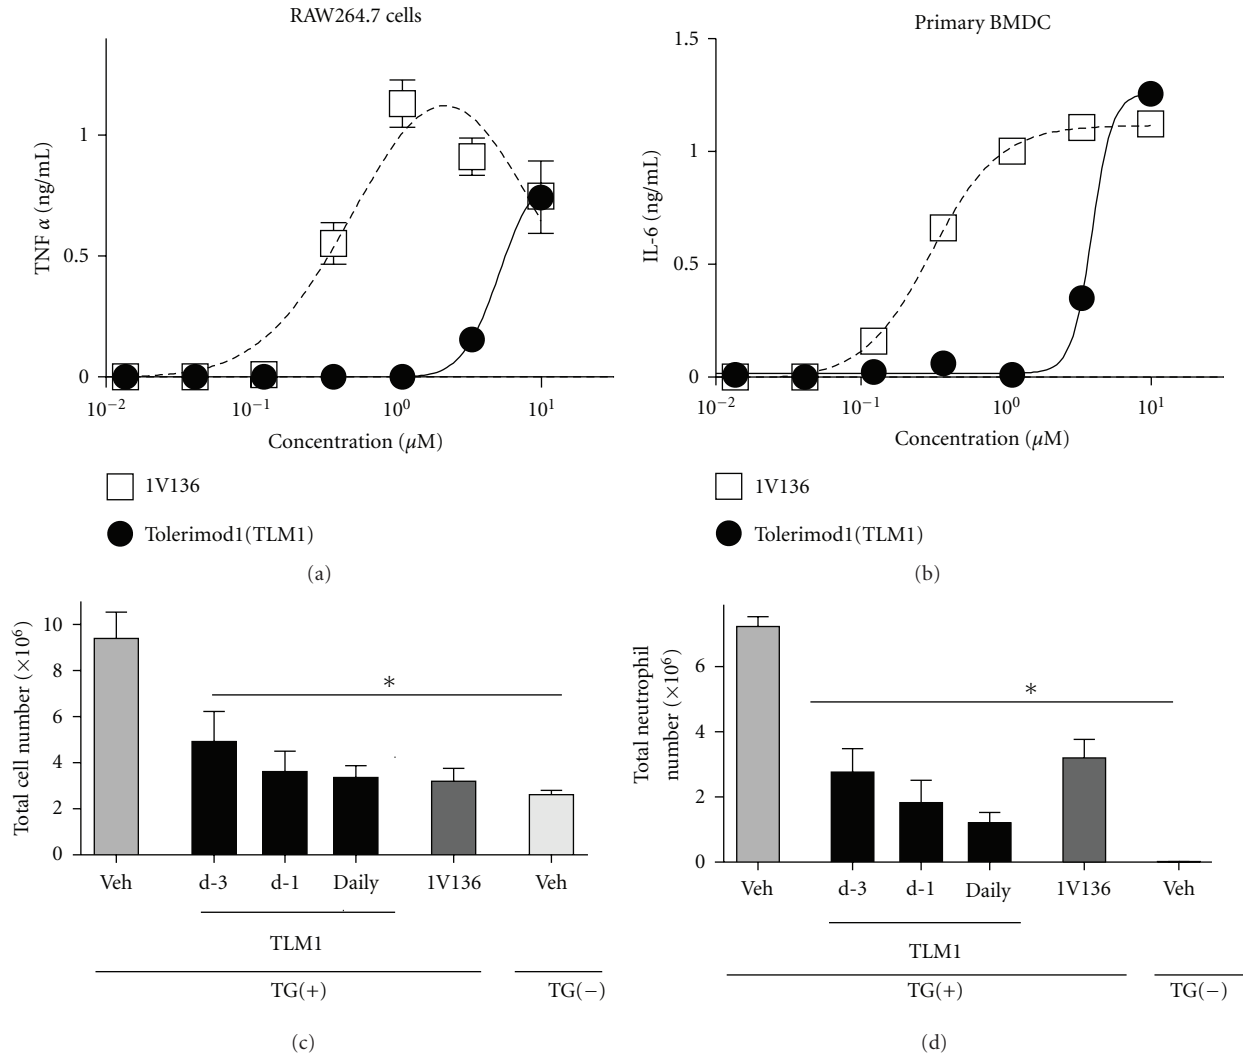 RAW264.7 cells
TNF α (ng/mL)
1
0.5
0
10⁻² 10⁻¹ 10⁰ 10¹
Concentration (μM)
1V136
Tolerimod1(TLM1)
(a)
Primary BMDC
IL-6 (ng/mL)
1.5
1
0.5
0
10⁻² 10⁻¹ 10⁰ 10¹
Concentration (μM)
1V136
Tolerimod1(TLM1)
(b)
Total cell number (×10⁶)
10
8
6
4
2
0
*
Veh d-3 d-1 Daily 1V136 Veh
TLM1
TG(+) TG(−)
(c)
Total neutrophil
number (×10⁶)
6
4
2
0
*
Veh d-3 d-1 Daily 1V136 Veh
TLM1
TG(+) TG(−)
(d)